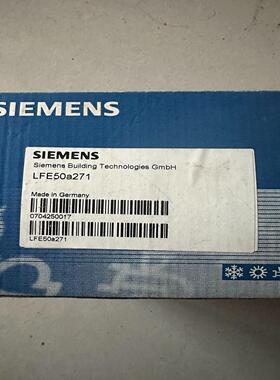 SIEMENS
SIEMENS
Siemens Building Technologies GmbH
LFE50a271
Made in Germany
0704250017
LFE50a271